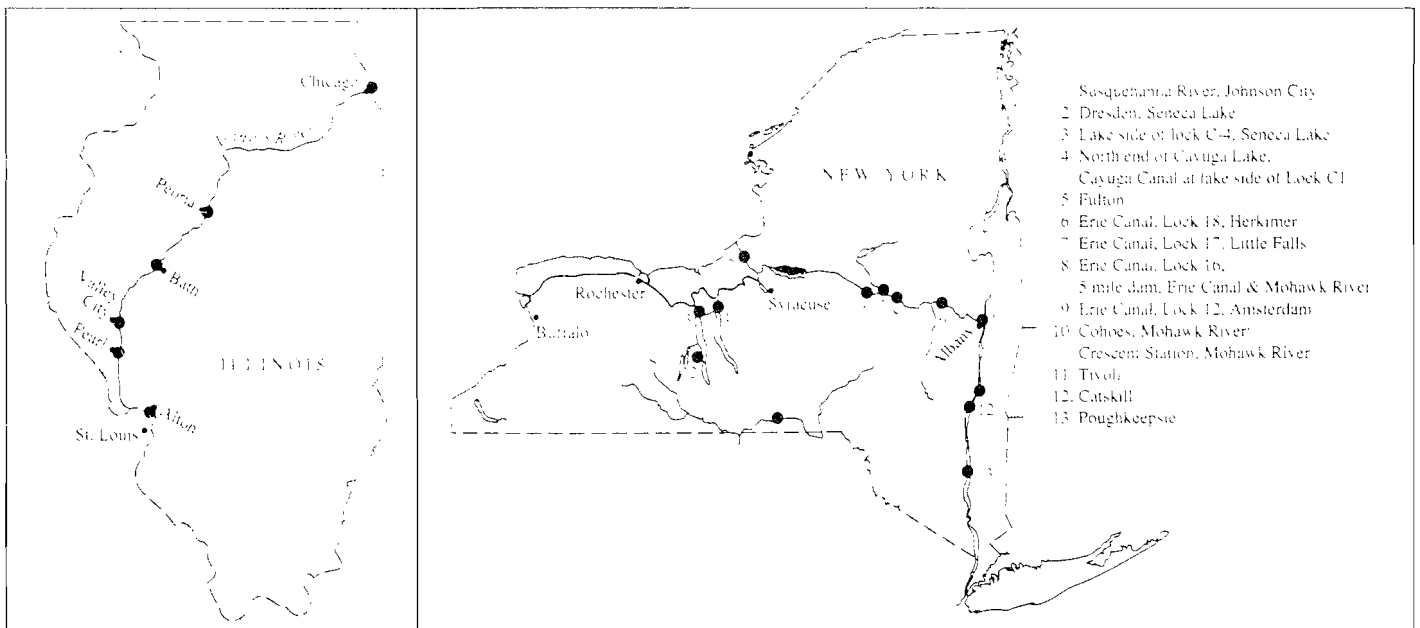 Chicago
Peoria
Bath
Valley
City
Pearl
ILLINOIS
Alton
St. Louis
NEW YORK
Rochester
Syracuse
Buffalo
Albany
12
3
Susquehanna River, Johnson City
2 Dresden, Seneca Lake
3 Lake side of lock C-4, Seneca Lake
4 North end of Cayuga Lake,
Cayuga Canal at lake side of Lock C1
5 Fulton
6 Erie Canal, Lock 18, Herkimer
7 Erie Canal, Lock 17, Little Falls
8 Erie Canal, Lock 16,
5 mile dam, Erie Canal & Mohawk River
9 Erie Canal, Lock 12, Amsterdam
10 Cohoes, Mohawk River
Crescent Station, Mohawk River
11 Tivoli
12. Catskill
13 Poughkeepsie